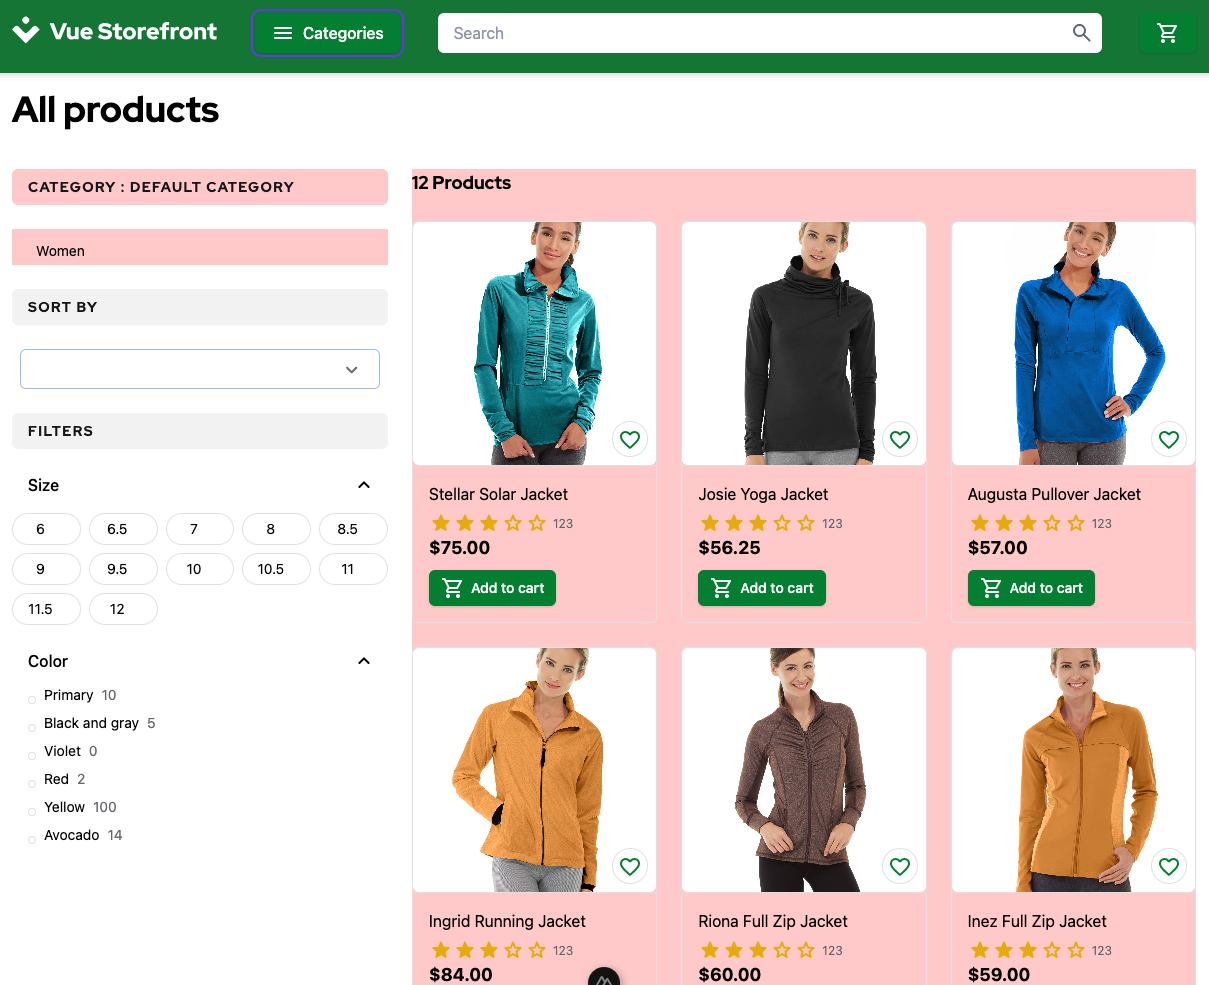 Vue Storefront
Categories
Search
All products
CATEGORY : DEFAULT CATEGORY
Women
SORT BY
FILTERS
Size
6 6.5 7 8 8.5
9 9.5 10 10.5 11
11.5 12
Color
Primary 10
Black and gray 5
Violet 0
Red 2
Yellow 100
Avocado 14
12 Products
Stellar Solar Jacket
123
$75.00
Add to cart
Josie Yoga Jacket
123
$56.25
Add to cart
Augusta Pullover Jacket
123
$57.00
Add to cart
Ingrid Running Jacket
123
$84.00
Riona Full Zip Jacket
123
$60.00
Inez Full Zip Jacket
123
$59.00